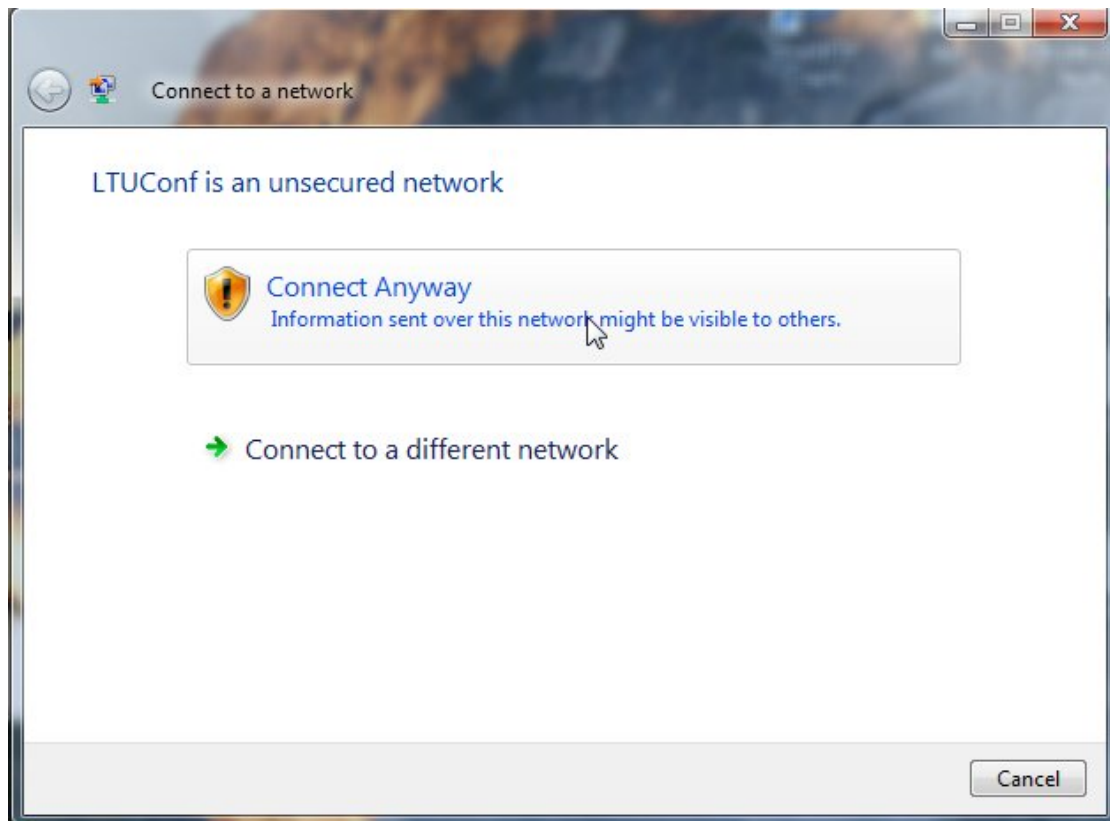 Connect to a network
LTUConf is an unsecured network
Connect Anyway
Information sent over this network might be visible to others.
Connect to a different network
Cancel